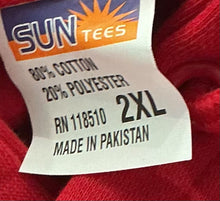 SUN TEES
80% COTTON
20% POLYESTER
RN 118510 2XL
MADE IN PAKISTAN